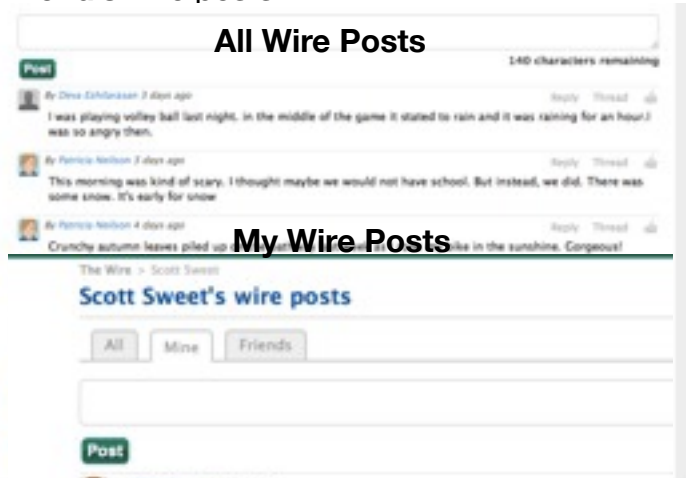 All Wire Posts
140 characters remaining
Post
By Deva 3 days ago Reply Thread
I was playing volley ball last night. in the middle of the game it stated to rain and it was raining for an hour.I
was so angry then.
By Patricia Neilson 3 days ago Reply Thread
This morning was kind of scary. I thought maybe we would not have school. But instead, we did. There was
some snow. It's early for snow
By Patricia Neilson 4 days ago Reply Thread
Crunchy autumn leaves piled up in the sunshine. Gorgeous!
My Wire Posts
The Wire > Scott Sweet
Scott Sweet's wire posts
All Mine Friends
Post